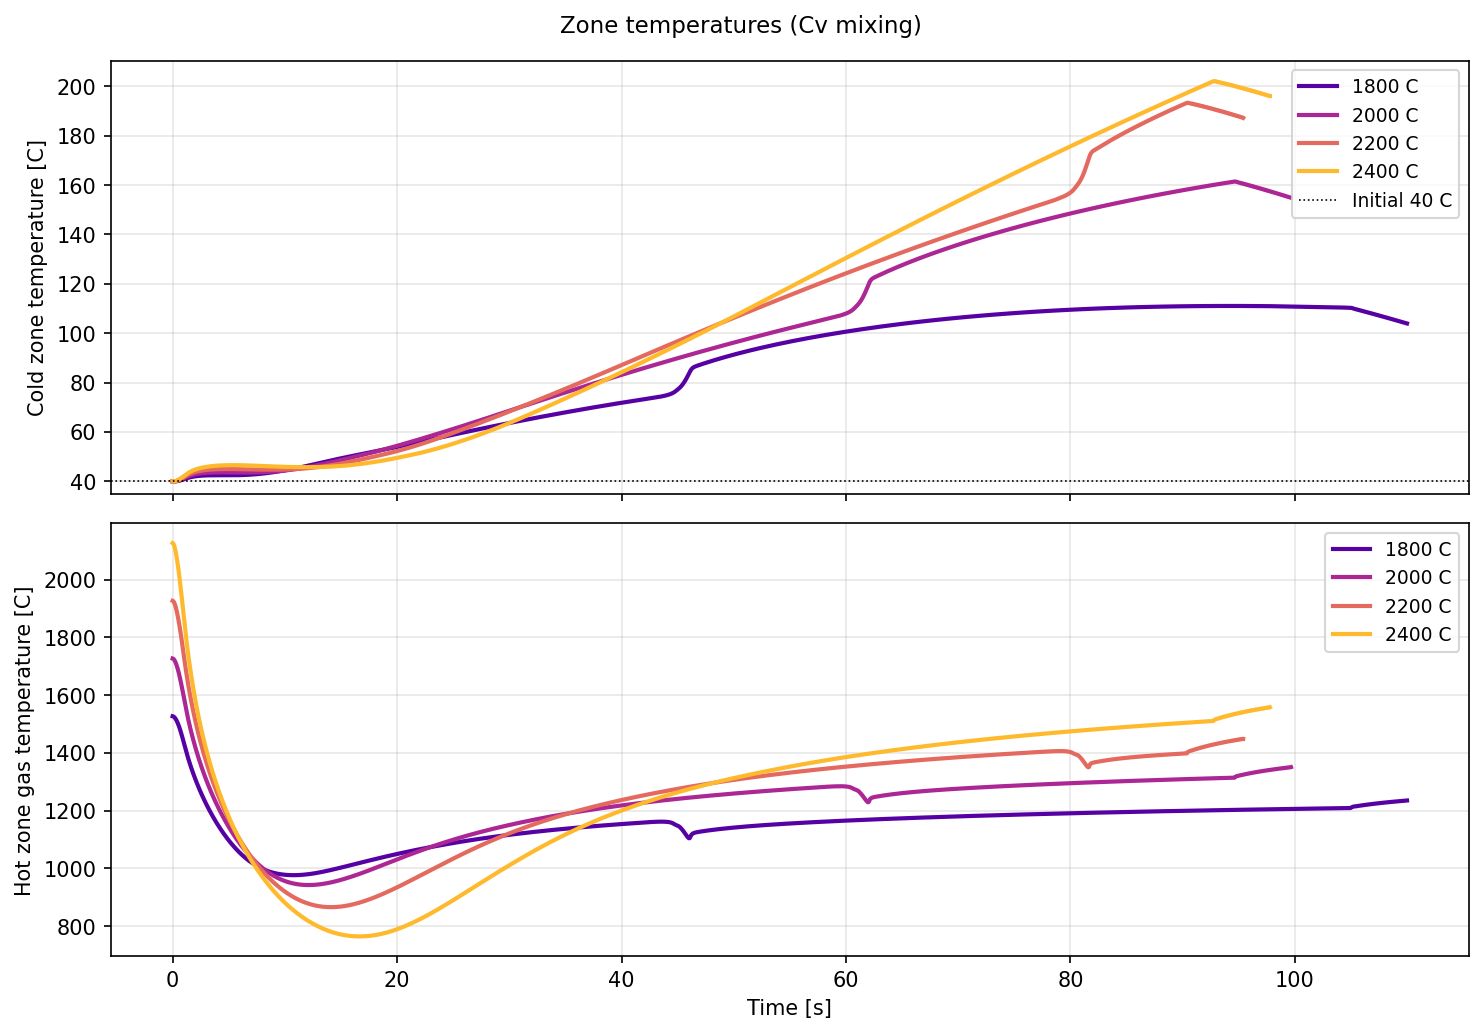 Zone temperatures (Cv mixing)
Cold zone temperature [C]
200
180
160
140
120
100
80
60
40
1800 C
2000 C
2200 C
2400 C
Initial 40 C
Hot zone gas temperature [C]
2000
1800
1600
1400
1200
1000
800
1800 C
2000 C
2200 C
2400 C
0
20
40
60
80
100
Time [s]